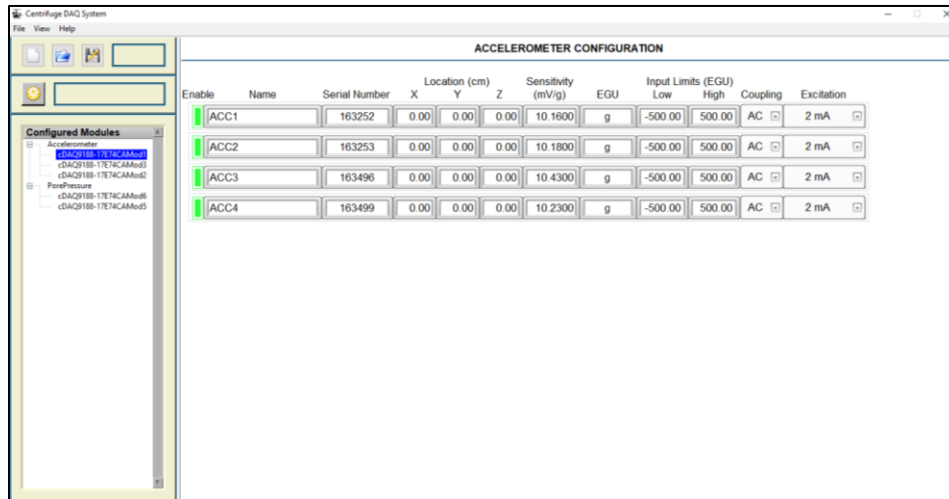 Centrifuge DAQ System
File View Help
ACCELEROMETER CONFIGURATION
Location (cm) Sensitivity Input Limits (EGU)
Enable Name Serial Number X Y Z (mV/g) EGU Low High Coupling Excitation
ACC1 163252 0.00 0.00 0.00 10.1600 g -500.00 500.00 AC 2 mA
ACC2 163253 0.00 0.00 0.00 10.1800 g -500.00 500.00 AC 2 mA
ACC3 163496 0.00 0.00 0.00 10.4300 g -500.00 500.00 AC 2 mA
ACC4 163499 0.00 0.00 0.00 10.2300 g -500.00 500.00 AC 2 mA
Configured Modules
Accelerometer
cDAQ9188-17E74CAMod1
cDAQ9188-17E74CAMod3
cDAQ9188-17E74CAMod2
PorePressure
cDAQ9188-17E74CAMod6
cDAQ9188-17E74CAMod5